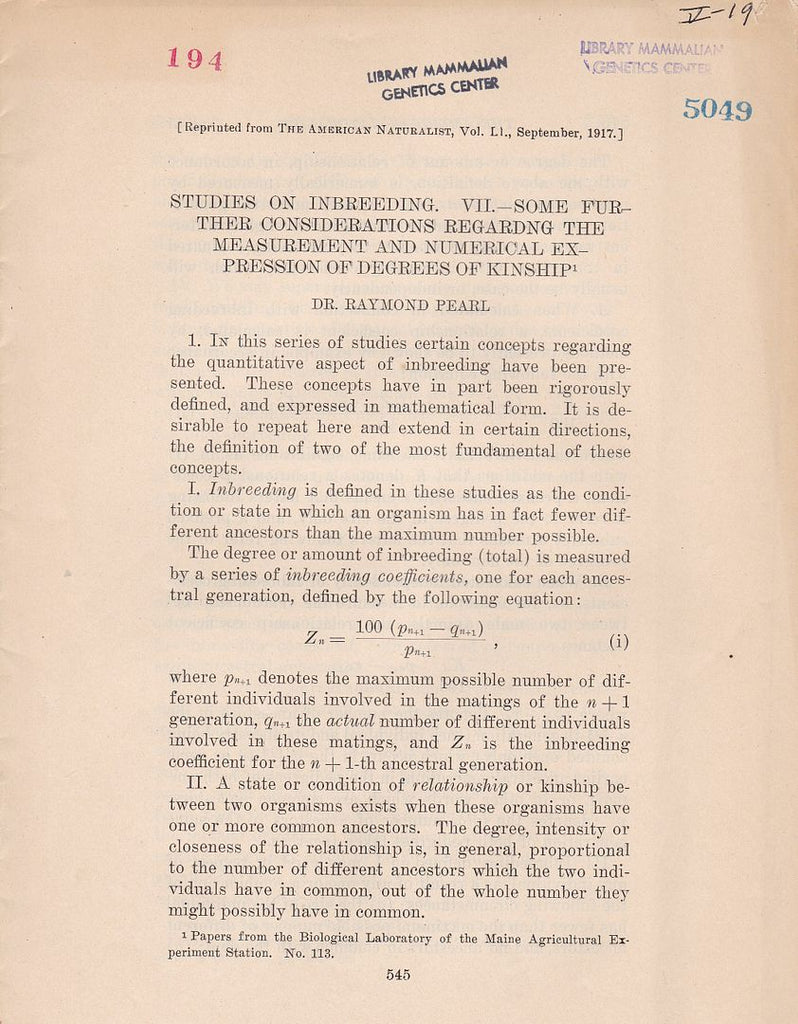 V-19
194
LIBRARY MAMMALIAN
GENETICS CENTER
LIBRARY MAMMALIAN
GENETICS CENTER
5049
[Reprinted from THE AMERICAN NATURALIST, Vol. LI., September, 1917.]
STUDIES ON INBREEDING. VII.—SOME FUR-
THER CONSIDERATIONS REGARDNG THE
MEASUREMENT AND NUMERICAL EX-
PRESSION OF DEGREES OF KINSHIP¹
DR. RAYMOND PEARL
1. IN this series of studies certain concepts regarding
the quantitative aspect of inbreeding have been pre-
sented. These concepts have in part been rigorously
defined, and expressed in mathematical form. It is de-
sirable to repeat here and extend in certain directions,
the definition of two of the most fundamental of these
concepts.
I. Inbreeding is defined in these studies as the condi-
tion or state in which an organism has in fact fewer dif-
ferent ancestors than the maximum number possible.
The degree or amount of inbreeding (total) is measured
by a series of inbreeding coefficients, one for each ances-
tral generation, defined by the following equation:
Zₙ = 100 (pₙ₊₁ — qₙ₊₁) / pₙ₊₁ , (i)
where pₙ₊₁ denotes the maximum possible number of dif-
ferent individuals involved in the matings of the n + 1
generation, qₙ₊₁ the actual number of different individuals
involved in these matings, and Zₙ is the inbreeding
coefficient for the n + 1-th ancestral generation.
II. A state or condition of relationship or kinship be-
tween two organisms exists when these organisms have
one or more common ancestors. The degree, intensity or
closeness of the relationship is, in general, proportional
to the number of different ancestors which the two indi-
viduals have in common, out of the whole number they
might possibly have in common.
¹ Papers from the Biological Laboratory of the Maine Agricultural Ex-
periment Station. No. 113.
545